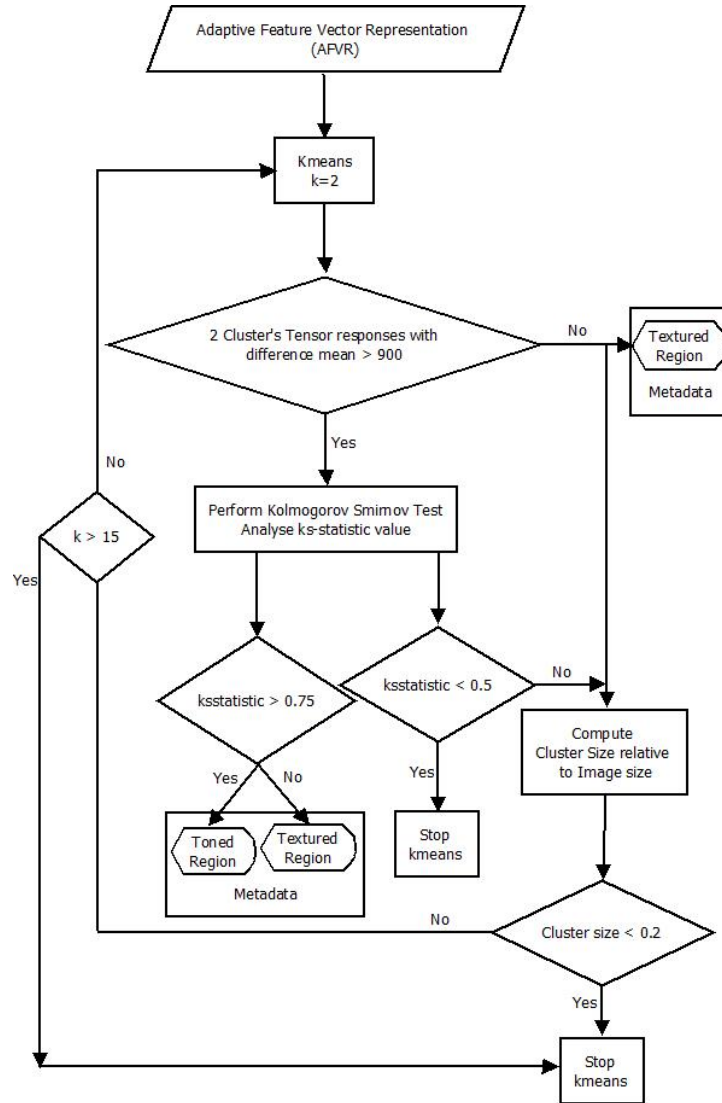 Adaptive Feature Vector Representation
(AFVR)
Kmeans
k=2
2 Cluster's Tensor responses with
difference mean > 900
No
Textured
Region
Metadata
Yes
No
Perform Kolmogorov Smirnov Test
Analyse ks-statistic value
k > 15
Yes
ksstatistic > 0.75
ksstatistic < 0.5
No
Compute
Cluster Size relative
to Image size
Yes
No
Yes
Toned
Region
Textured
Region
Metadata
Stop
kmeans
No
Cluster size < 0.2
Yes
Stop
kmeans